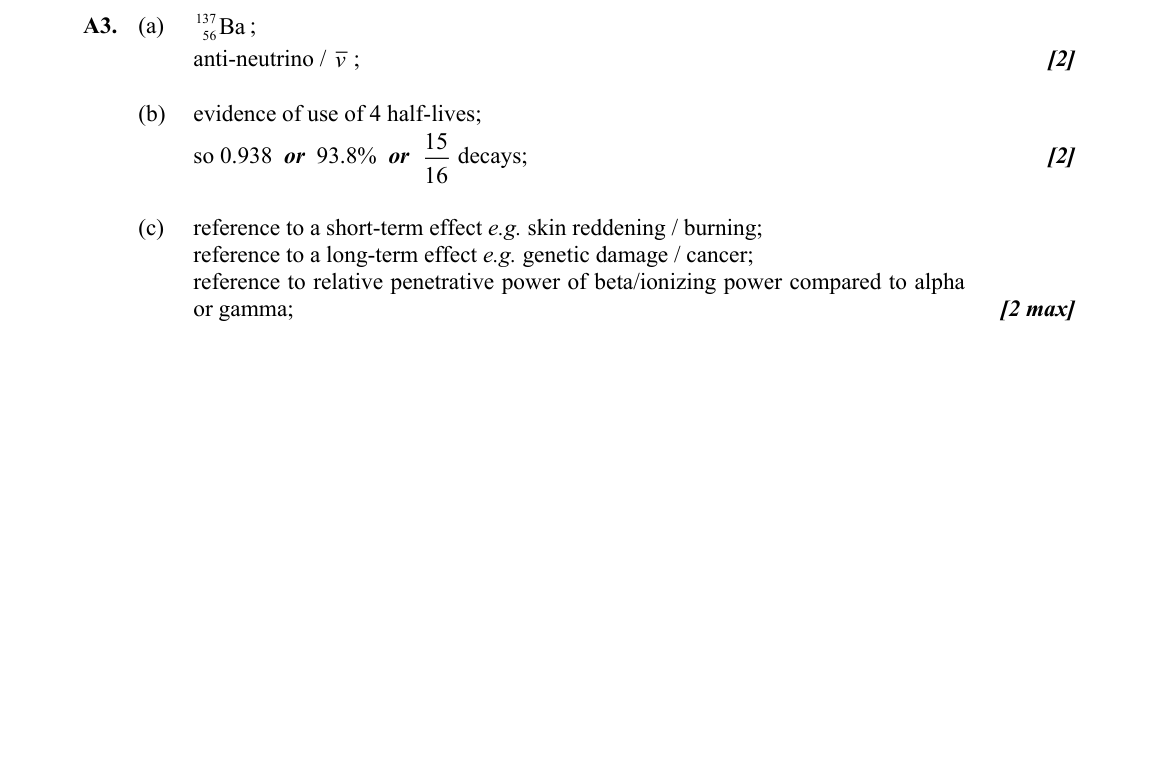 A3. (a) ¹³⁷₅₆Ba ;
anti-neutrino / ν̅ ; [2]
(b) evidence of use of 4 half-lives;
so 0.938 or 93.8% or 15/16 decays; [2]
(c) reference to a short-term effect e.g. skin reddening / burning;
reference to a long-term effect e.g. genetic damage / cancer;
reference to relative penetrative power of beta/ionizing power compared to alpha
or gamma; [2 max]